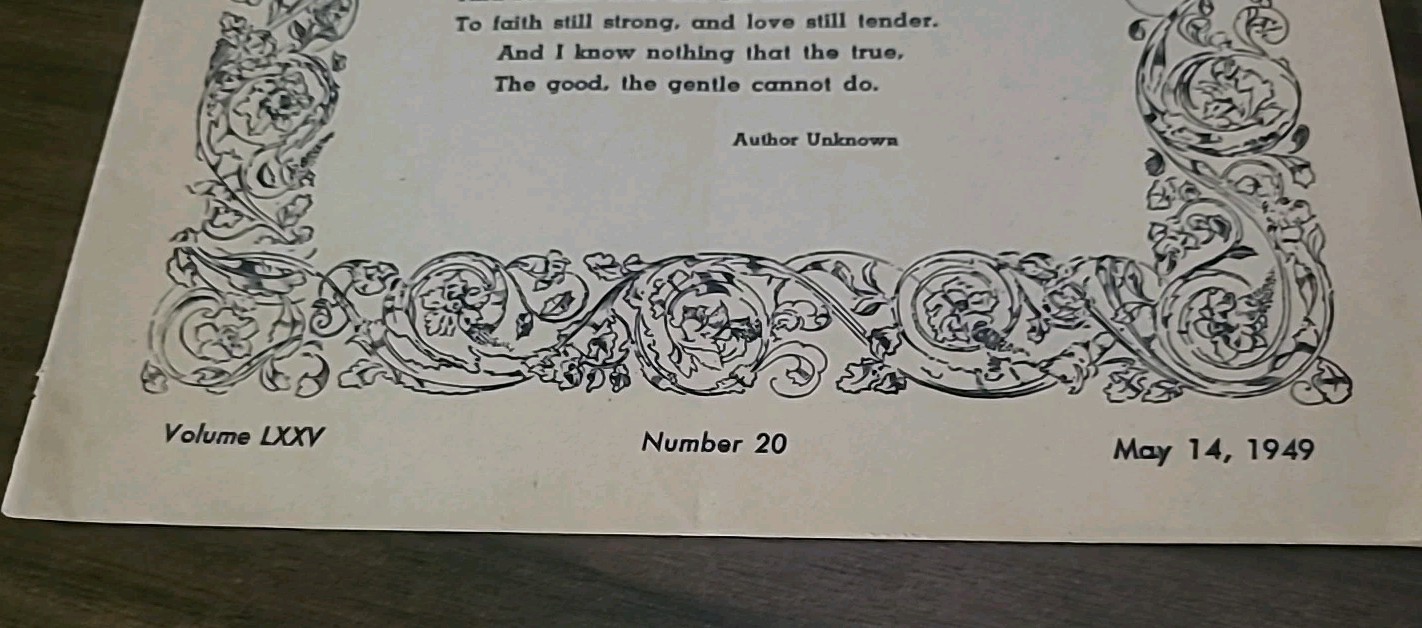 To faith still strong, and love still tender.
And I know nothing that the true,
The good, the gentle cannot do.
Author Unknown
Volume LXXV
Number 20
May 14, 1949